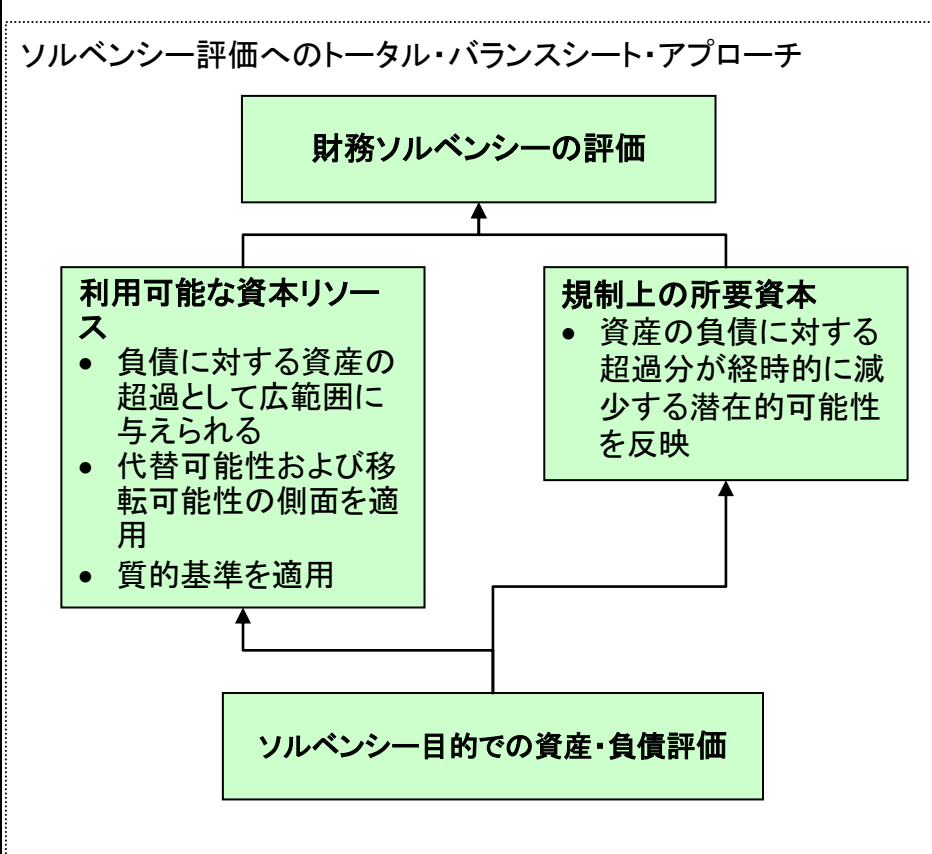 ソルベンシー評価へのトータル・バランスシート・アプローチ
財務ソルベンシーの評価
利用可能な資本リソー
ス
• 負債に対する資産の
超過として広範囲に
与えられる
• 代替可能性および移
転可能性の側面を適
用
• 質的基準を適用
規制上の所要資本
• 資産の負債に対する
超過分が経時的に減
少する潜在的可能性
を反映
ソルベンシー目的での資産・負債評価